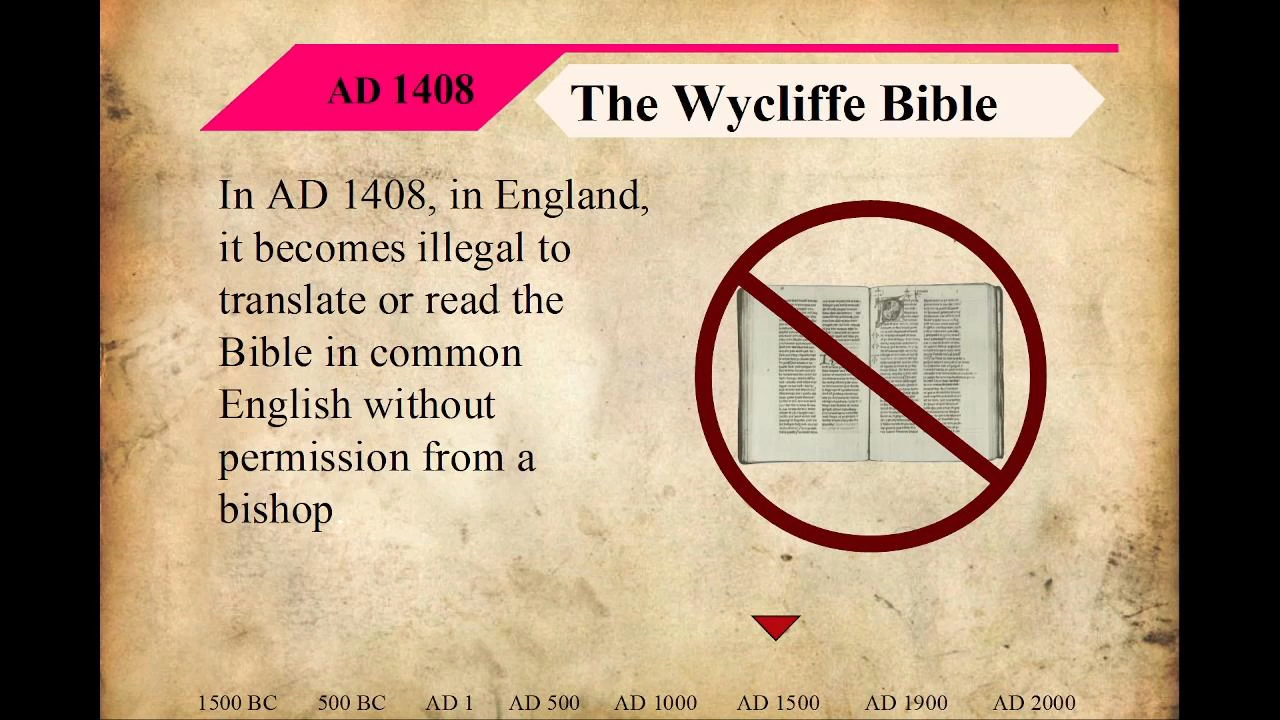 AD 1408
The Wycliffe Bible
In AD 1408, in England,
it becomes illegal to
translate or read the
Bible in common
English without
permission from a
bishop
1500 BC 500 BC AD 1 AD 500 AD 1000 AD 1500 AD 1900 AD 2000